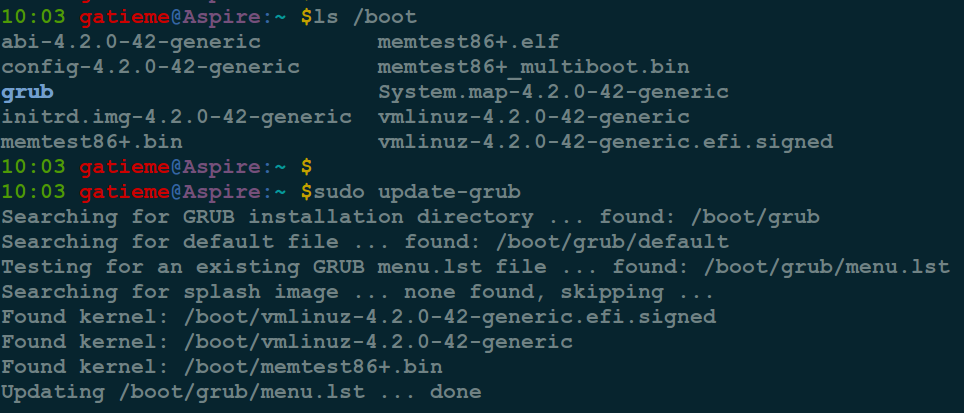 10:03 gatieme@Aspire:~ $ls /boot
abi-4.2.0-42-generic         memtest86+.elf
config-4.2.0-42-generic      memtest86+_multiboot.bin
grub                         System.map-4.2.0-42-generic
initrd.img-4.2.0-42-generic  vmlinuz-4.2.0-42-generic
memtest86+.bin               vmlinuz-4.2.0-42-generic.efi.signed
10:03 gatieme@Aspire:~ $
10:03 gatieme@Aspire:~ $sudo update-grub
Searching for GRUB installation directory ... found: /boot/grub
Searching for default file ... found: /boot/grub/default
Testing for an existing GRUB menu.lst file ... found: /boot/grub/menu.lst
Searching for splash image ... none found, skipping ...
Found kernel: /boot/vmlinuz-4.2.0-42-generic.efi.signed
Found kernel: /boot/vmlinuz-4.2.0-42-generic
Found kernel: /boot/memtest86+.bin
Updating /boot/grub/menu.lst ... done